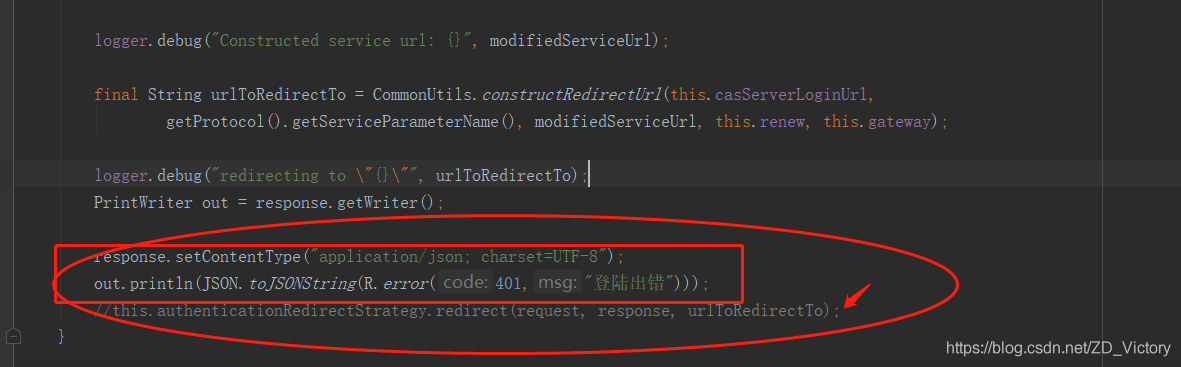 logger.debug("Constructed service url: {}", modifiedServiceUrl);
final String urlToRedirectTo = CommonUtils.constructRedirectUrl(this.casServerLoginUrl,
getProtocol().getServiceParameterName(), modifiedServiceUrl, this.renew, this.gateway);
logger.debug("redirecting to \"{}\"", urlToRedirectTo);
PrintWriter out = response.getWriter();
response.setContentType("application/json; charset=UTF-8");
out.println(JSON.toJSONString(R.error( code: 401, msg: "登陆出错")));
//this.authenticationRedirectStrategy.redirect(request, response, urlToRedirectTo);
}
https://blog.csdn.net/ZD_Victory